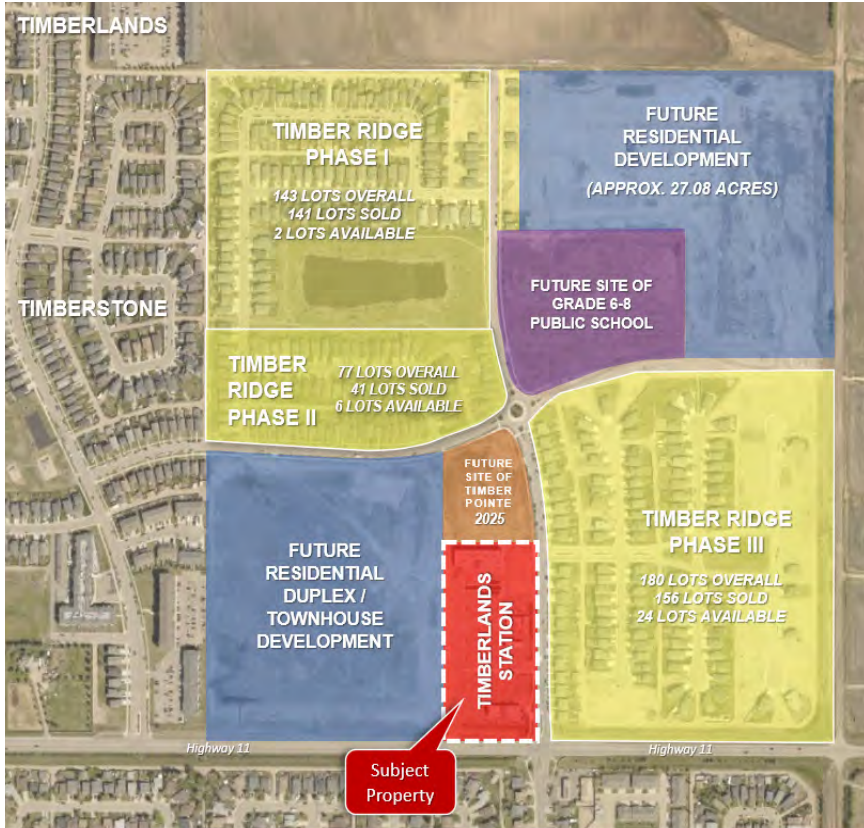 TIMBERLANDS
TIMBER RIDGE
PHASE I
143 LOTS OVERALL
141 LOTS SOLD
2 LOTS AVAILABLE
FUTURE
RESIDENTIAL
DEVELOPMENT
(APPROX. 27.08 ACRES)
TIMBERSTONE
FUTURE SITE OF
GRADE 6-8
PUBLIC SCHOOL
TIMBER
RIDGE
PHASE II
77 LOTS OVERALL
41 LOTS SOLD
6 LOTS AVAILABLE
FUTURE
SITE OF
TIMBER
POINTE
2025
TIMBER RIDGE
PHASE III
180 LOTS OVERALL
156 LOTS SOLD
24 LOTS AVAILABLE
FUTURE
RESIDENTIAL
DUPLEX /
TOWNHOUSE
DEVELOPMENT
TIMBERLANDS
STATION
Highway 11
Highway 11
Subject
Property